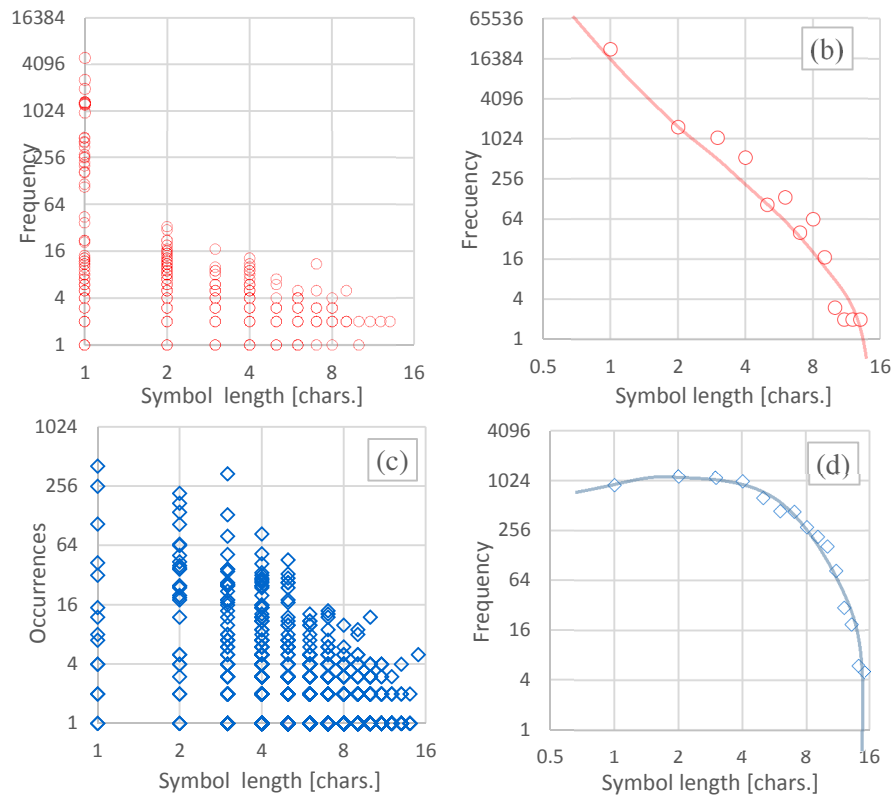 16384
4096
1024
256
64
16
4
1
Frequency
1 2 4 8 16
Symbol length [chars.]
(b)
65536
16384
4096
1024
256
64
16
4
1
Frecuency
0.5 1 2 4 8 16
Symbol length [chars.]
(c)
1024
256
64
16
4
1
Occurrences
1 2 4 8 16
Symbol length [chars.]
(d)
4096
1024
256
64
16
4
1
Frequency
0.5 1 2 4 8 16
Symbol length [chars.]